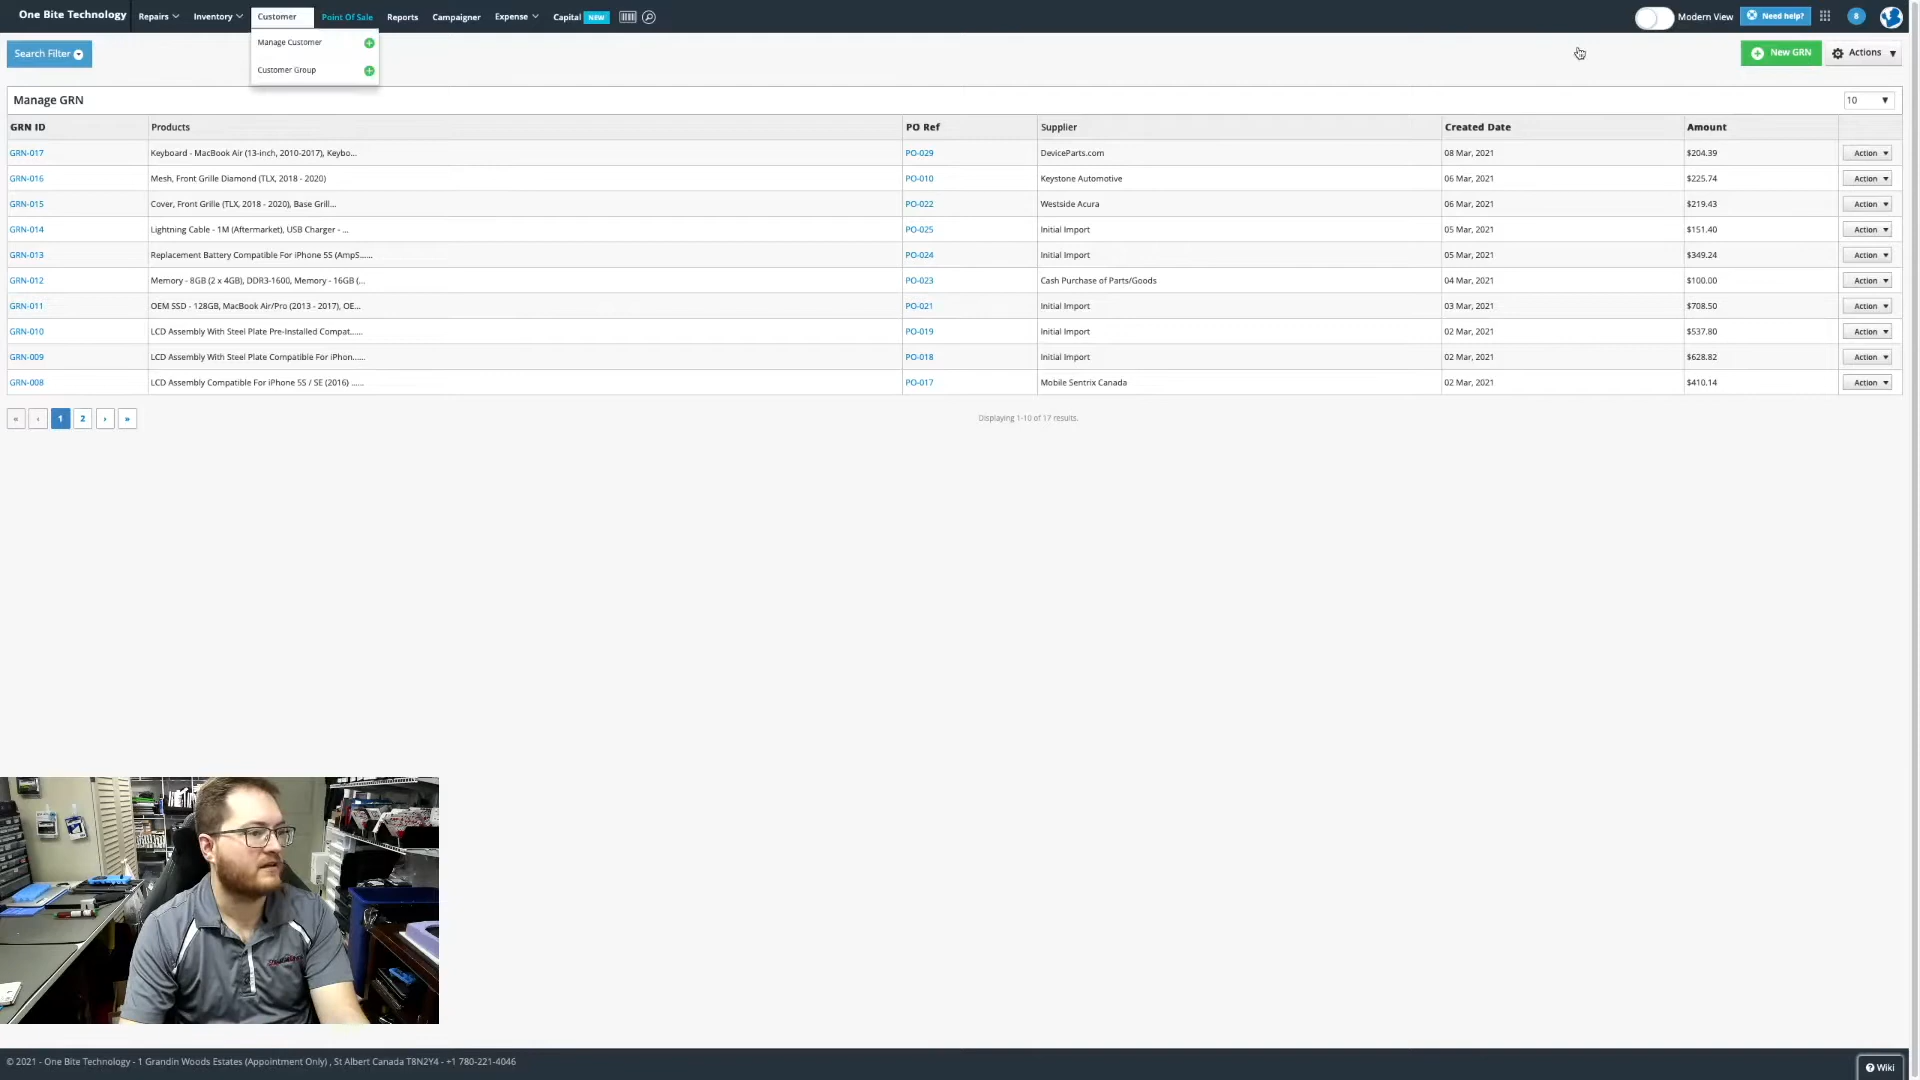 One Bite Technology Repairs Inventory Customer Point Of Sale Reports Campaigner Expense Capital NEW Modern View Need help? 8
Manage Customer
Customer Group
Search Filter New GRN Actions
Manage GRN 10
GRN ID Products PO Ref Supplier Created Date Amount
GRN-017 Keyboard - MacBook Air (13-inch, 2010-2017), Keybo... PO-029 DeviceParts.com 08 Mar, 2021 $204.39 Action
GRN-016 Mesh, Front Grille Diamond (TLX, 2018 - 2020) PO-010 Keystone Automotive 06 Mar, 2021 $225.74 Action
GRN-015 Cover, Front Grille (TLX, 2018 - 2020), Base Grill... PO-022 Westside Acura 06 Mar, 2021 $219.43 Action
GRN-014 Lightning Cable - 1M (Aftermarket), USB Charger - ... PO-025 Initial Import 05 Mar, 2021 $151.40 Action
GRN-013 Replacement Battery Compatible For iPhone 5S (AmpS...... PO-024 Initial Import 05 Mar, 2021 $349.24 Action
GRN-012 Memory - 8GB (2 x 4GB), DDR3-1600, Memory - 16GB (... PO-023 Cash Purchase of Parts/Goods 04 Mar, 2021 $100.00 Action
GRN-011 OEM SSD - 128GB, MacBook Air/Pro (2013 - 2017), OE... PO-021 Initial Import 03 Mar, 2021 $708.50 Action
GRN-010 LCD Assembly With Steel Plate Pre-Installed Compat...... PO-019 Initial Import 02 Mar, 2021 $537.80 Action
GRN-009 LCD Assembly With Steel Plate Compatible For iPhon...... PO-018 Initial Import 02 Mar, 2021 $628.82 Action
GRN-008 LCD Assembly Compatible For iPhone 5S / SE (2016) ...... PO-017 Mobile Sentrix Canada 02 Mar, 2021 $410.14 Action
« ‹ 1 2 › » Displaying 1-10 of 17 results.
© 2021 - One Bite Technology - 1 Grandin Woods Estates (Appointment Only) , St Albert Canada T8N2Y4 - +1 780-221-4046
Wiki